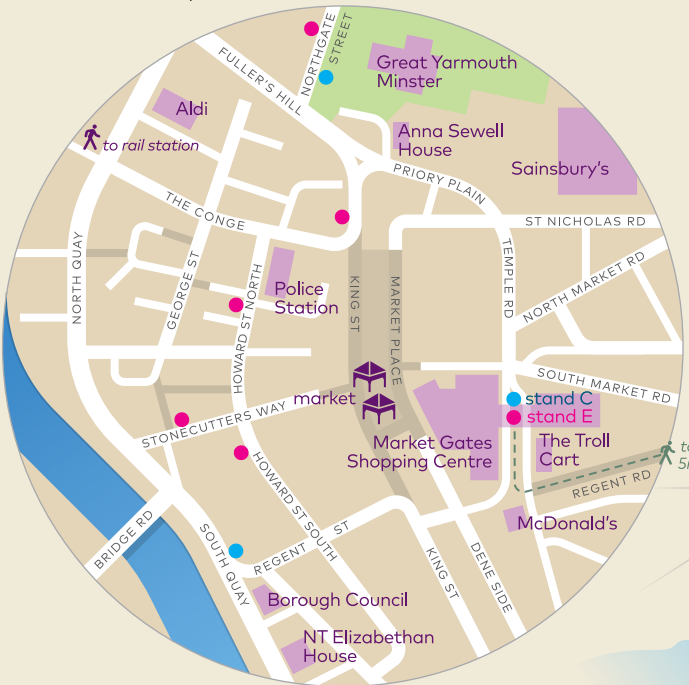 NORTHGATE
STREET
FULLER'S HILL
Great Yarmouth
Minster
Aldi
to rail station
Anna Sewell
House
Sainsbury's
PRIORY PLAIN
THE CONGE
ST NICHOLAS RD
NORTH QUAY
GEORGE ST
HOWARD ST NORTH
Police
Station
KING ST
MARKET PLACE
TEMPLE RD
NORTH MARKET RD
SOUTH MARKET RD
market
stand C
stand E
STONECUTTERS WAY
Market Gates
Shopping Centre
The Troll
Cart
REGENT RD
HOWARD ST SOUTH
McDonald's
BRIDGE RD
SOUTH QUAY
REGENT ST
KING ST
DENE SIDE
Borough Council
NT Elizabethan
House